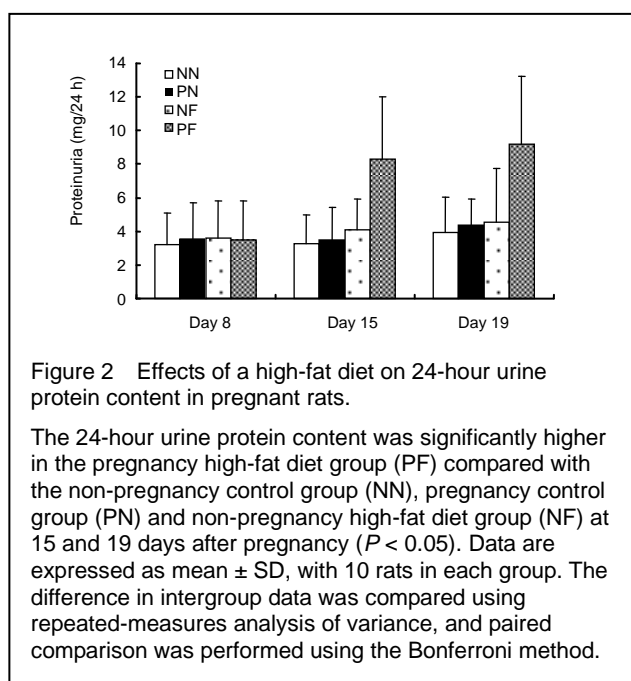 14
12
10
8
6
4
2
0
Proteinuria (mg/24 h)
NN
PN
NF
PF
Day 8 Day 15 Day 19
Figure 2 Effects of a high-fat diet on 24-hour urine
protein content in pregnant rats.
The 24-hour urine protein content was significantly higher
in the pregnancy high-fat diet group (PF) compared with
the non-pregnancy control group (NN), pregnancy control
group (PN) and non-pregnancy high-fat diet group (NF) at
15 and 19 days after pregnancy (P < 0.05). Data are
expressed as mean ± SD, with 10 rats in each group. The
difference in intergroup data was compared using
repeated-measures analysis of variance, and paired
comparison was performed using the Bonferroni method.